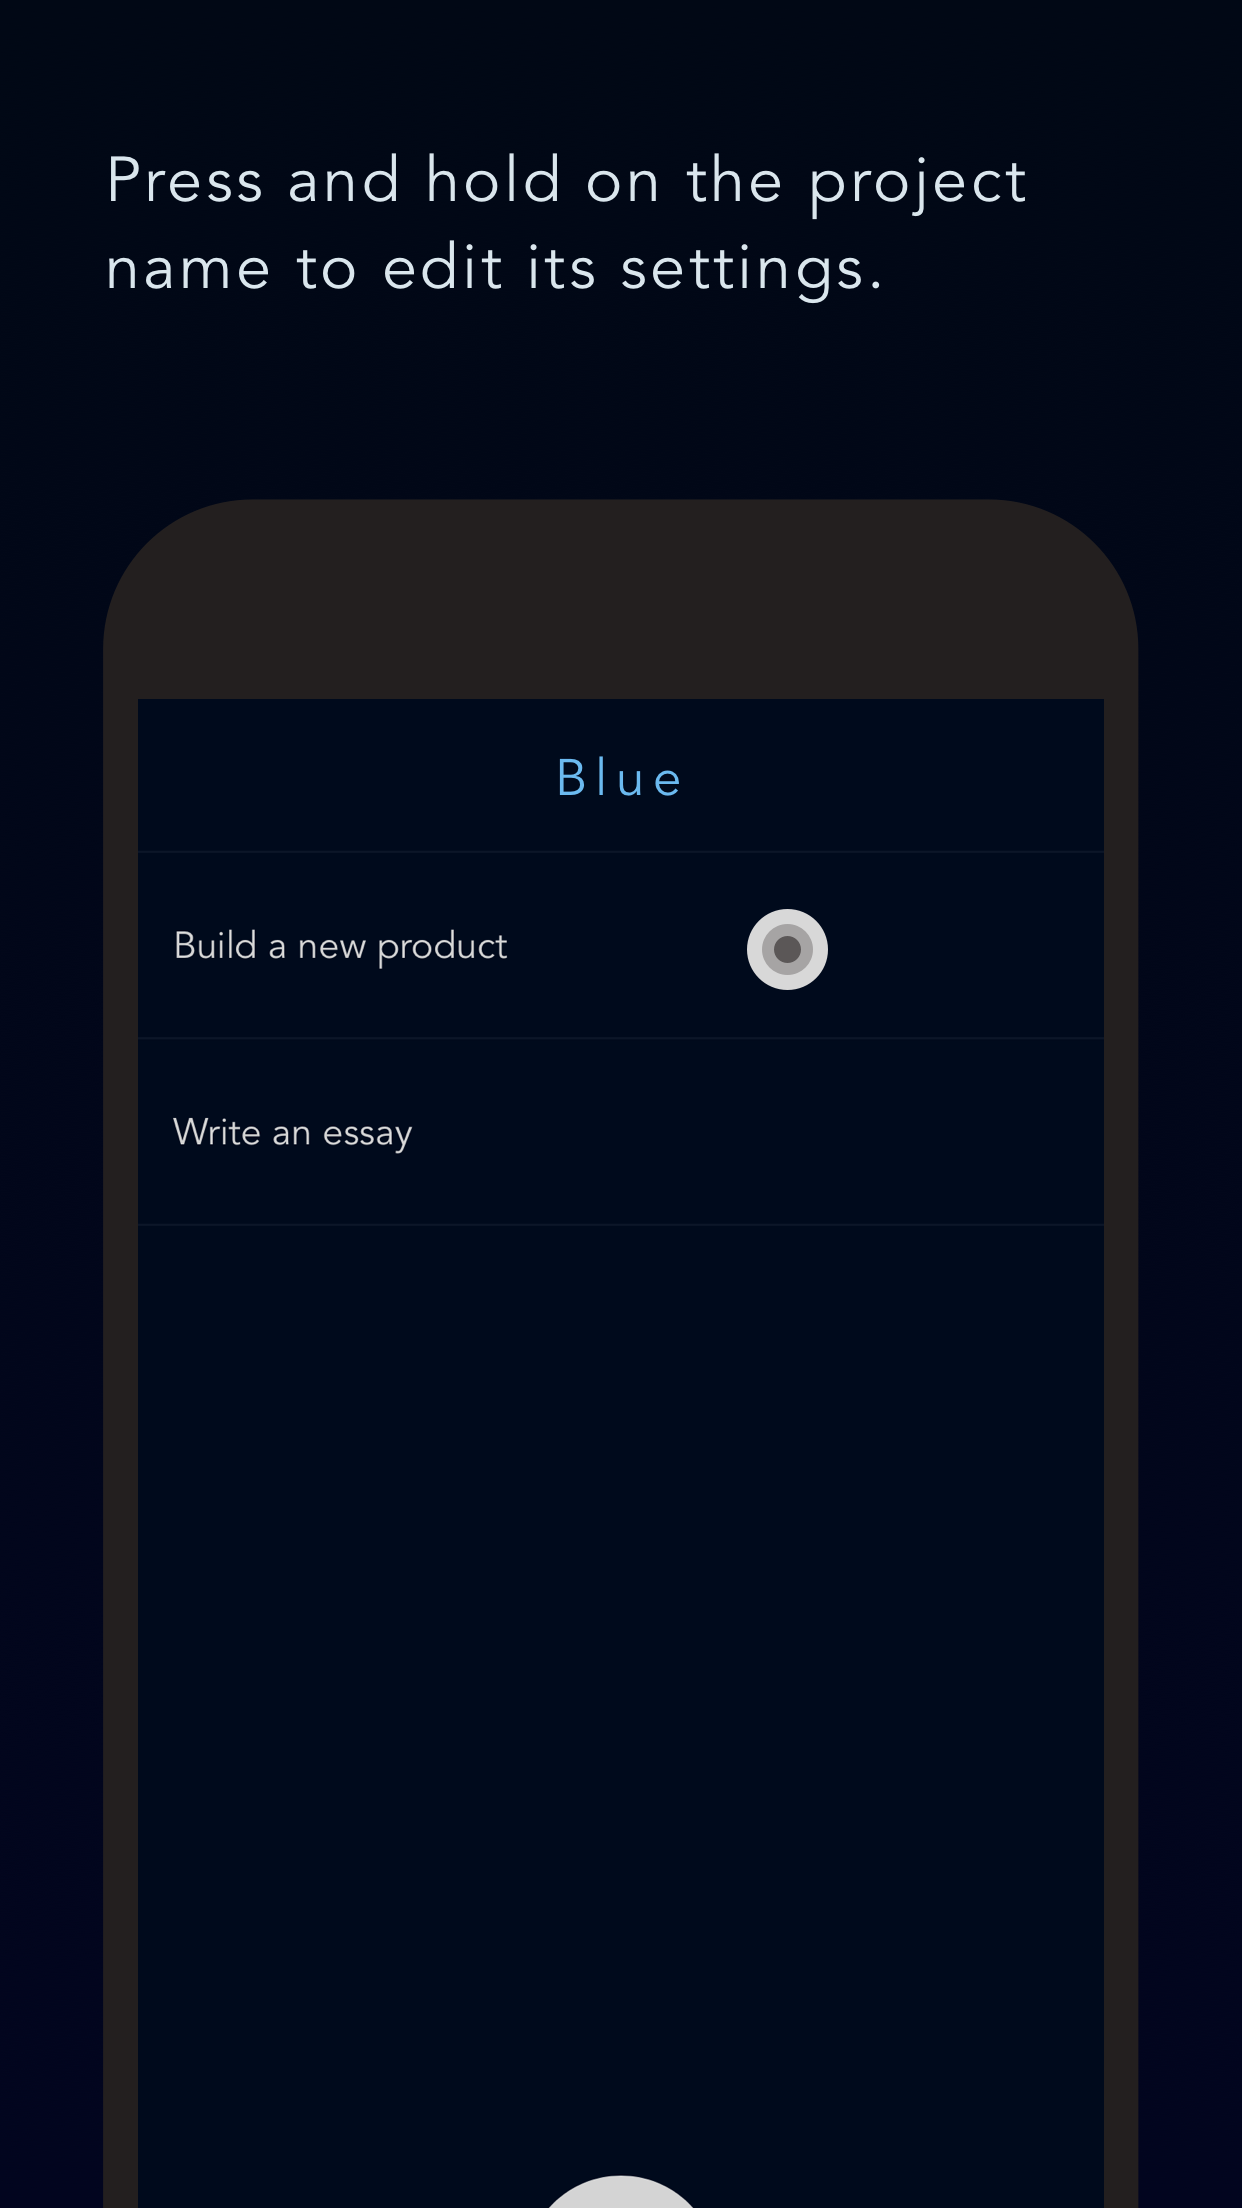 Press and hold on the project
name to edit its settings.
Blue
Build a new product
Write an essay